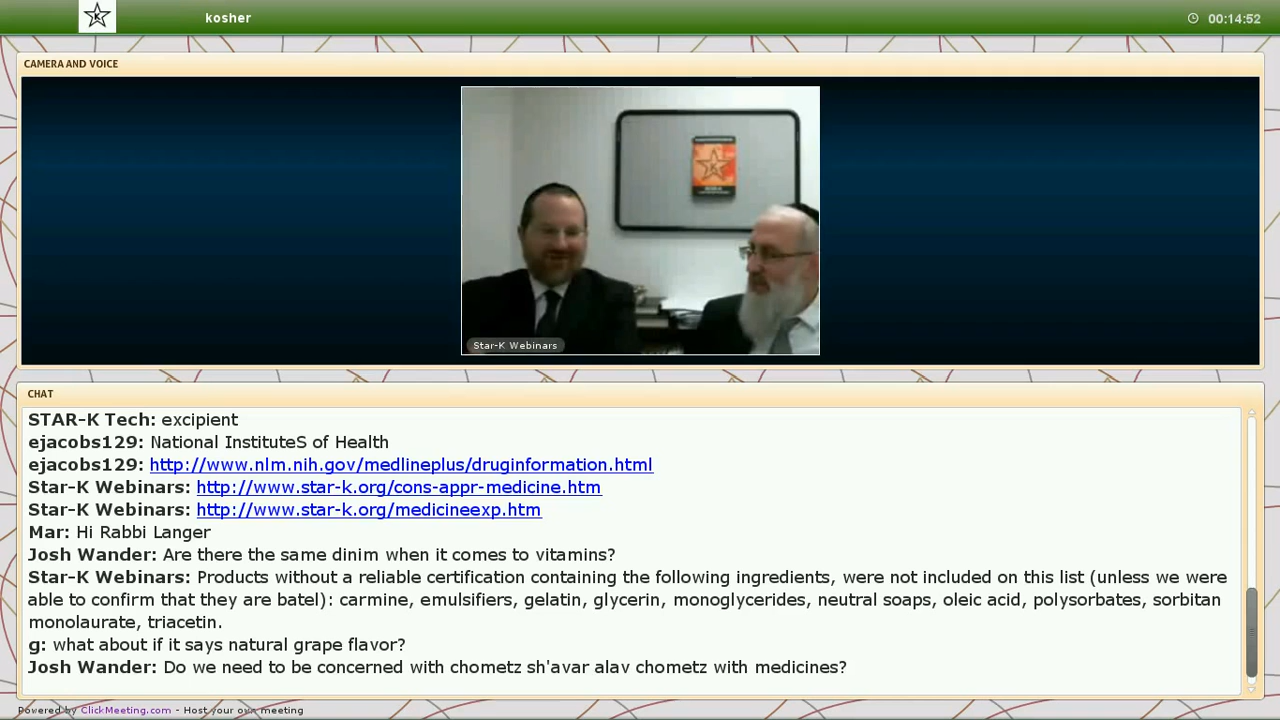 K
kosher
00:14:52
CAMERA AND VOICE
K
Star-K Webinars
CHAT
STAR-K Tech: excipient
ejacobs129: National InstituteS of Health
ejacobs129: http://www.nlm.nih.gov/medlineplus/druginformation.html
Star-K Webinars: http://www.star-k.org/cons-appr-medicine.htm
Star-K Webinars: http://www.star-k.org/medicineexp.htm
Mar: Hi Rabbi Langer
Josh Wander: Are there the same dinim when it comes to vitamins?
Star-K Webinars: Products without a reliable certification containing the following ingredients, were not included on this list (unless we were
able to confirm that they are batel): carmine, emulsifiers, gelatin, glycerin, monoglycerides, neutral soaps, oleic acid, polysorbates, sorbitan
monolaurate, triacetin.
g: what about if it says natural grape flavor?
Josh Wander: Do we need to be concerned with chometz sh'avar alav chometz with medicines?
Powered by ClickMeeting.com - Host your own meeting